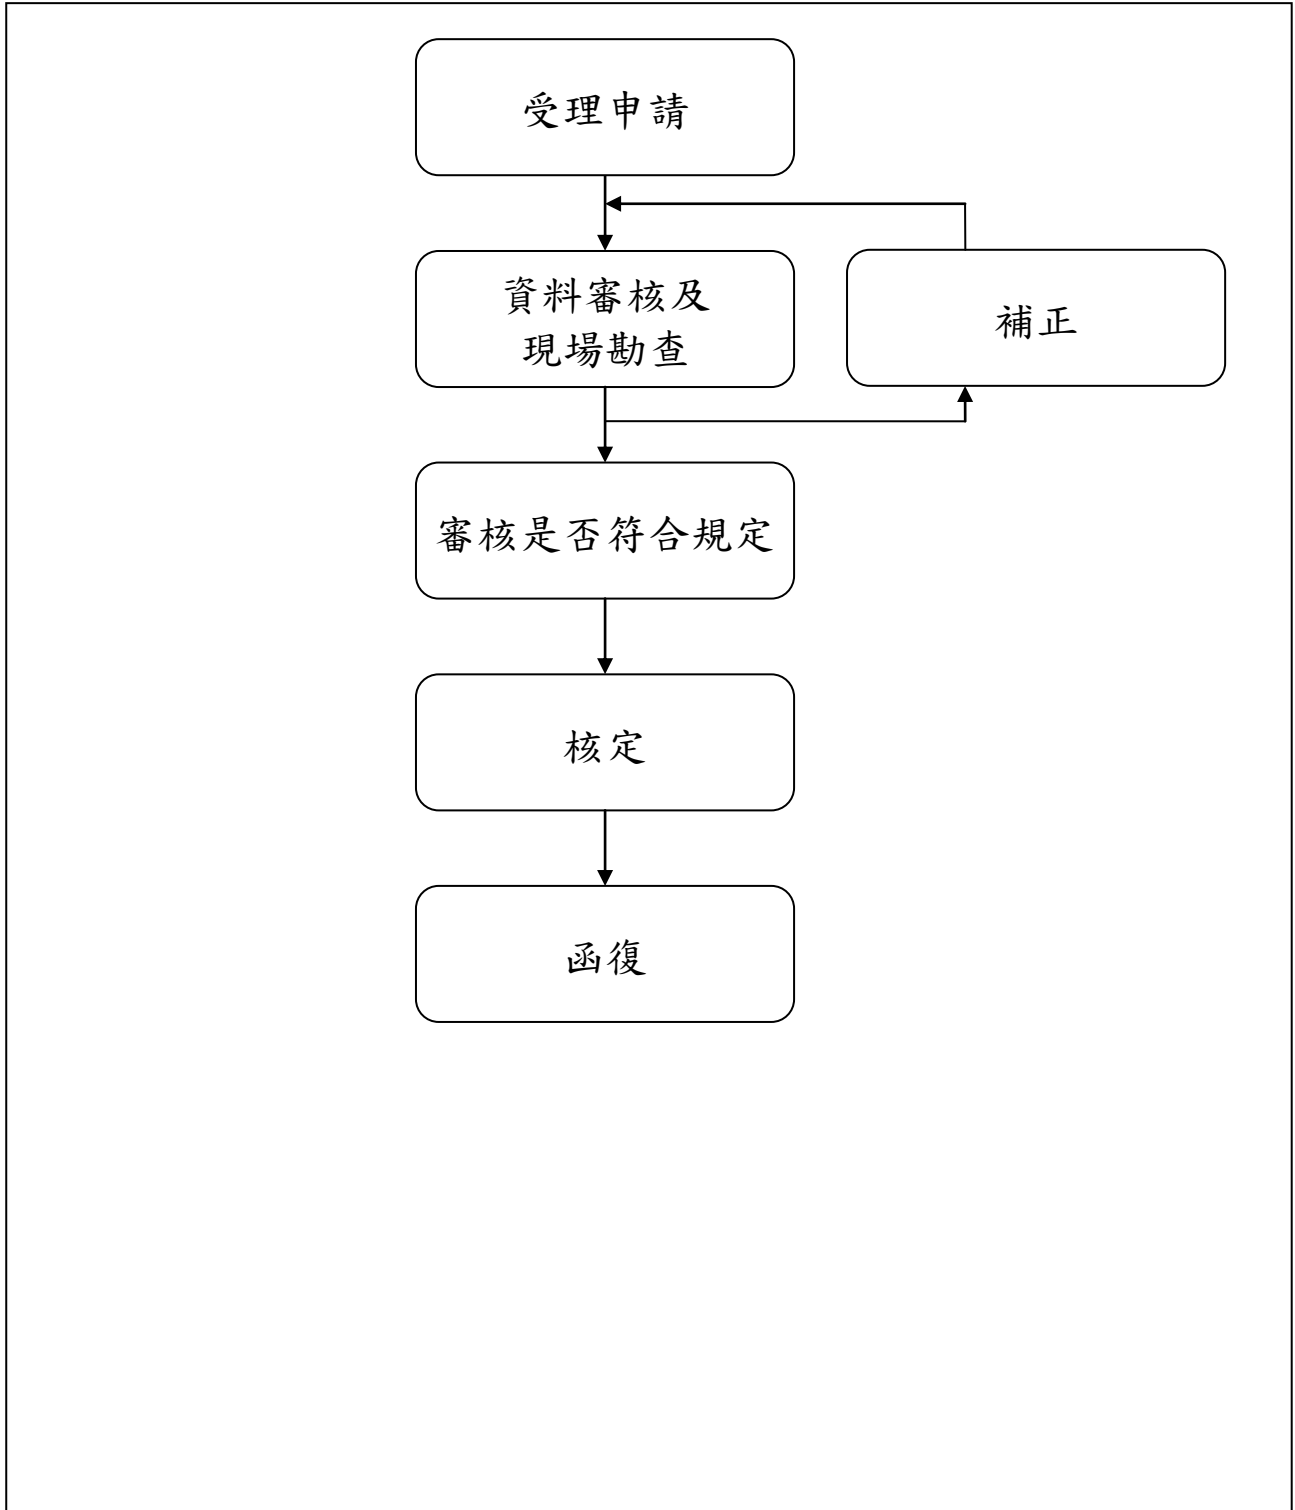 受理申請
資料審核及
現場勘查
補正
審核是否符合規定
核定
函復